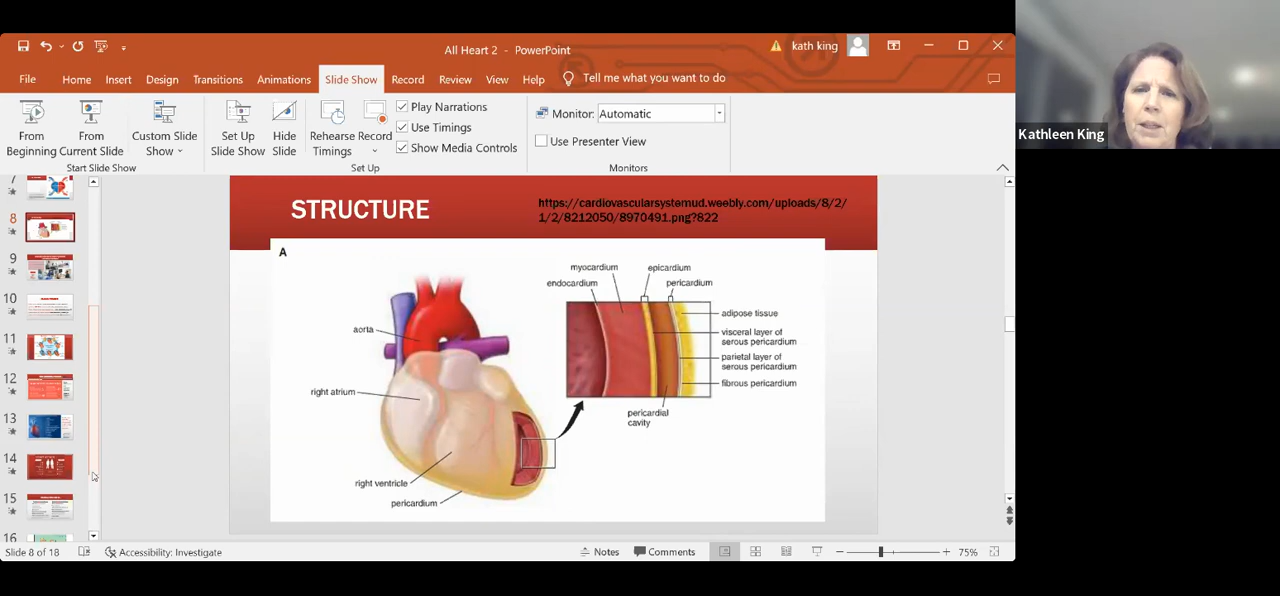 All Heart 2 - PowerPoint
kath king
File Home Insert Design Transitions Animations Slide Show Record Review View Help Tell me what you want to do
From Beginning
From Current Slide
Custom Slide Show
Start Slide Show
Set Up Slide Show
Hide Slide
Rehearse Timings
Record
Play Narrations
Use Timings
Show Media Controls
Set Up
Monitor: Automatic
Use Presenter View
Monitors
Kathleen King
7
8
9
10
11
12
13
14
15
16
STRUCTURE
https://cardiovascularsystemud.weebly.com/uploads/8/2/
1/2/8212050/8970491.png?822
A
myocardium
epicardium
endocardium
pericardium
adipose tissue
visceral layer of
serous pericardium
parietal layer of
serous pericardium
fibrous pericardium
pericardial
cavity
aorta
right atrium
right ventricle
pericardium
Slide 8 of 18 Accessibility: Investigate Notes Comments 75%